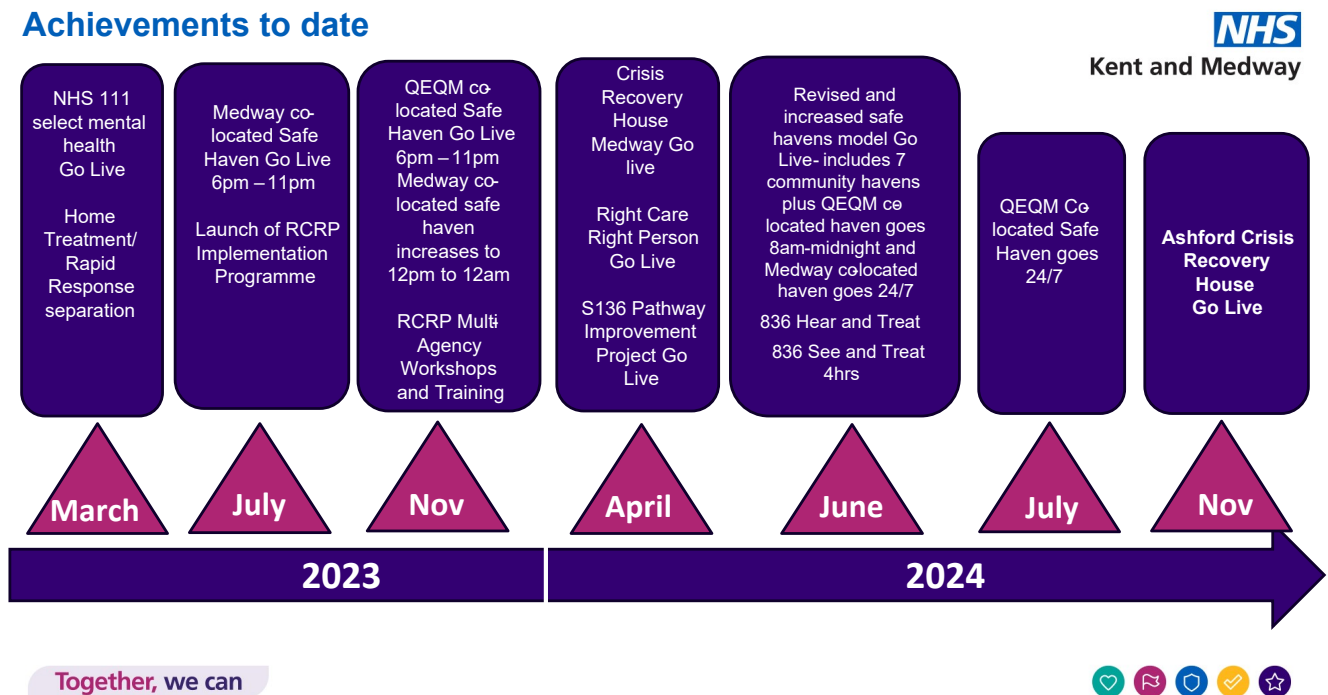 Achievements to date
NHS
Kent and Medway
NHS 111
select mental
health
Go Live
Home
Treatment/
Rapid
Response
separation
Medway co-
located Safe
Haven Go Live
6pm – 11pm
Launch of RCRP
Implementation
Programme
QEQM co-
located Safe
Haven Go Live
6pm – 11pm
Medway co-
located safe
haven
increases to
12pm to 12am
RCRP Multi-
Agency
Workshops
and Training
Crisis
Recovery
House
Medway Go
live
Right Care
Right Person
Go Live
S136 Pathway
Improvement
Project Go
Live
Revised and
increased safe
havens model Go
Live- includes 7
community havens
plus QEQM co-
located haven goes
8am-midnight and
Medway co-located
haven goes 24/7
836 Hear and Treat
836 See and Treat
4hrs
QEQM Co-
located Safe
Haven goes
24/7
Ashford Crisis
Recovery
House
Go Live
March
July
Nov
April
June
July
Nov
2023
2024
Together, we can